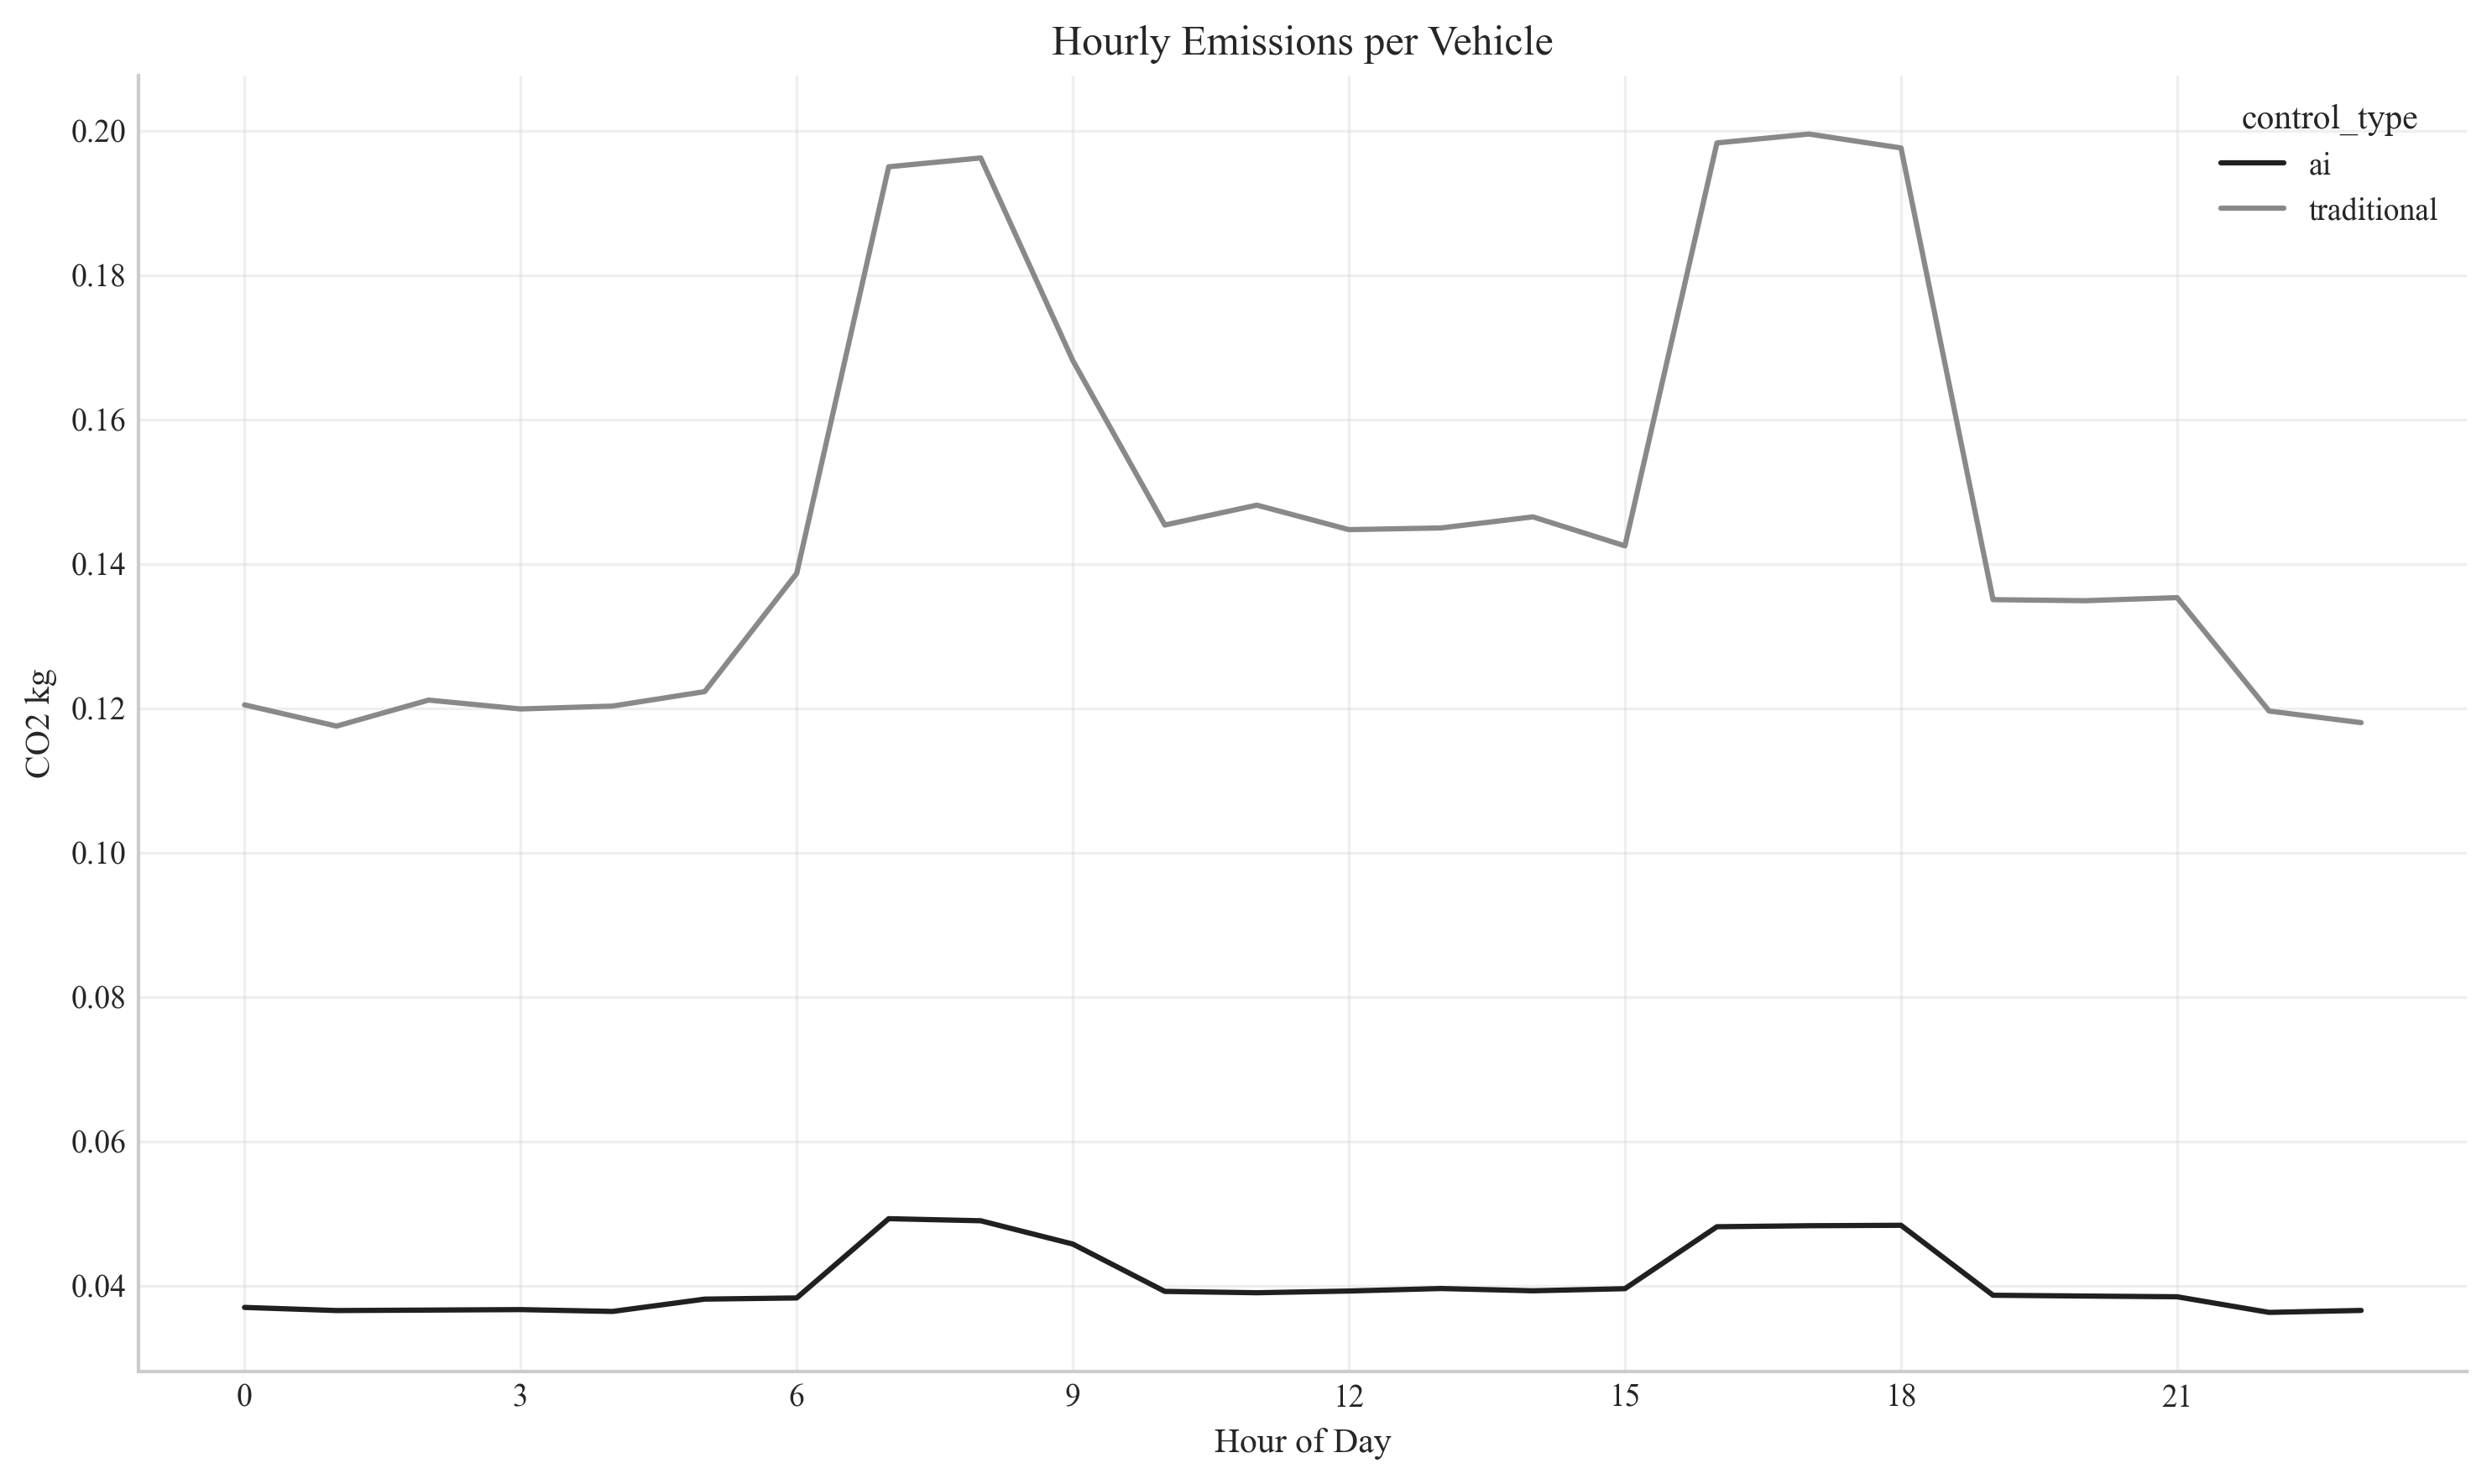 Hourly Emissions per Vehicle
control_type
ai
traditional
CO2 kg
0.20
0.18
0.16
0.14
0.12
0.10
0.08
0.06
0.04
0 3 6 9 12 15 18 21
Hour of Day